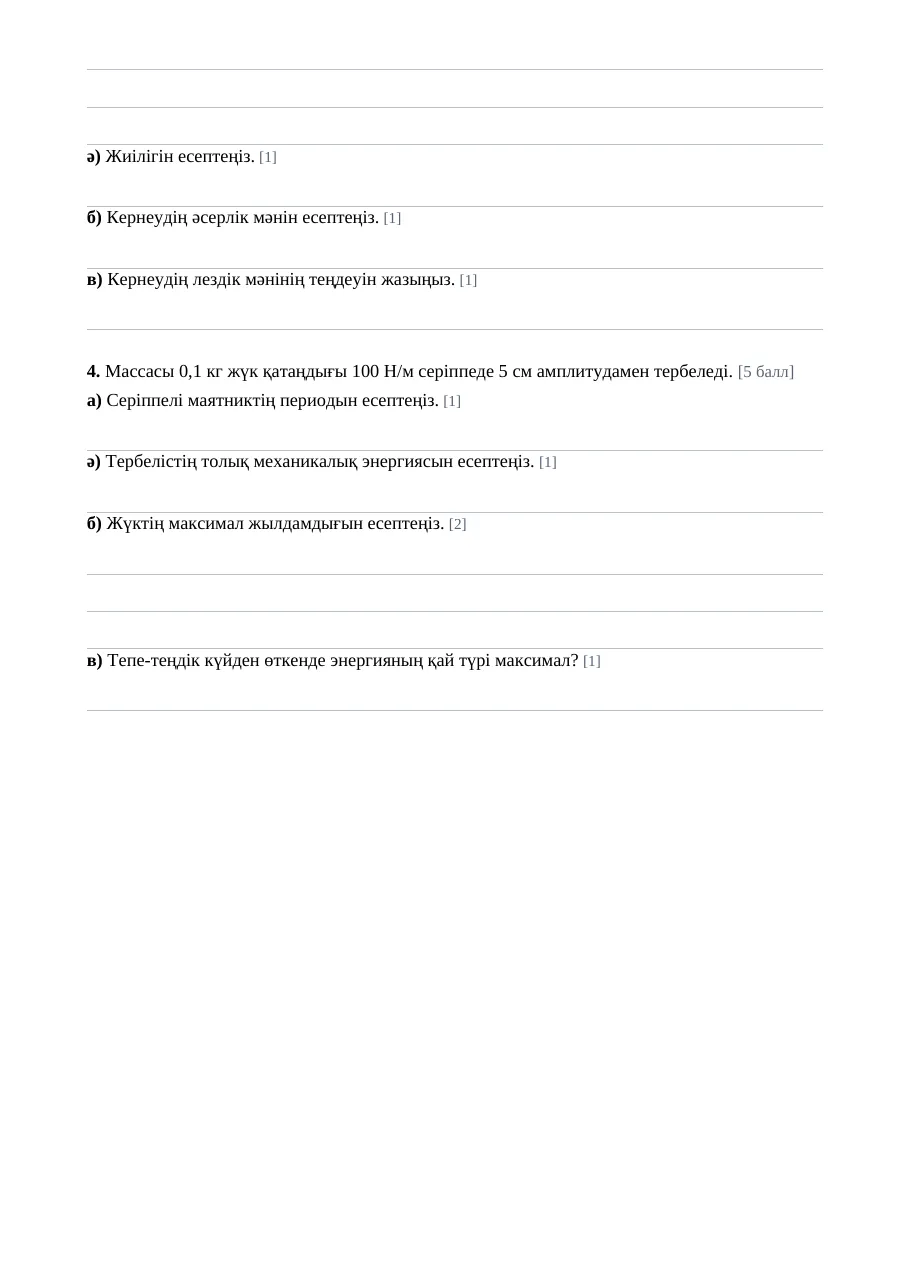 ә) Жиілігін есептеңіз. [1]
б) Кернеудің әсерлік мәнін есептеңіз. [1]
в) Кернеудің лездік мәнінің теңдеуін жазыңыз. [1]
4. Массасы 0,1 кг жүк қатаңдығы 100 Н/м серіппеде 5 см амплитудамен тербеледі. [5 балл]
а) Серіппелі маятниктің периодын есептеңіз. [1]
ә) Тербелістің толық механикалық энергиясын есептеңіз. [1]
б) Жүктің максимал жылдамдығын есептеңіз. [2]
в) Тепе-теңдік күйден өткенде энергияның қай түрі максимал? [1]